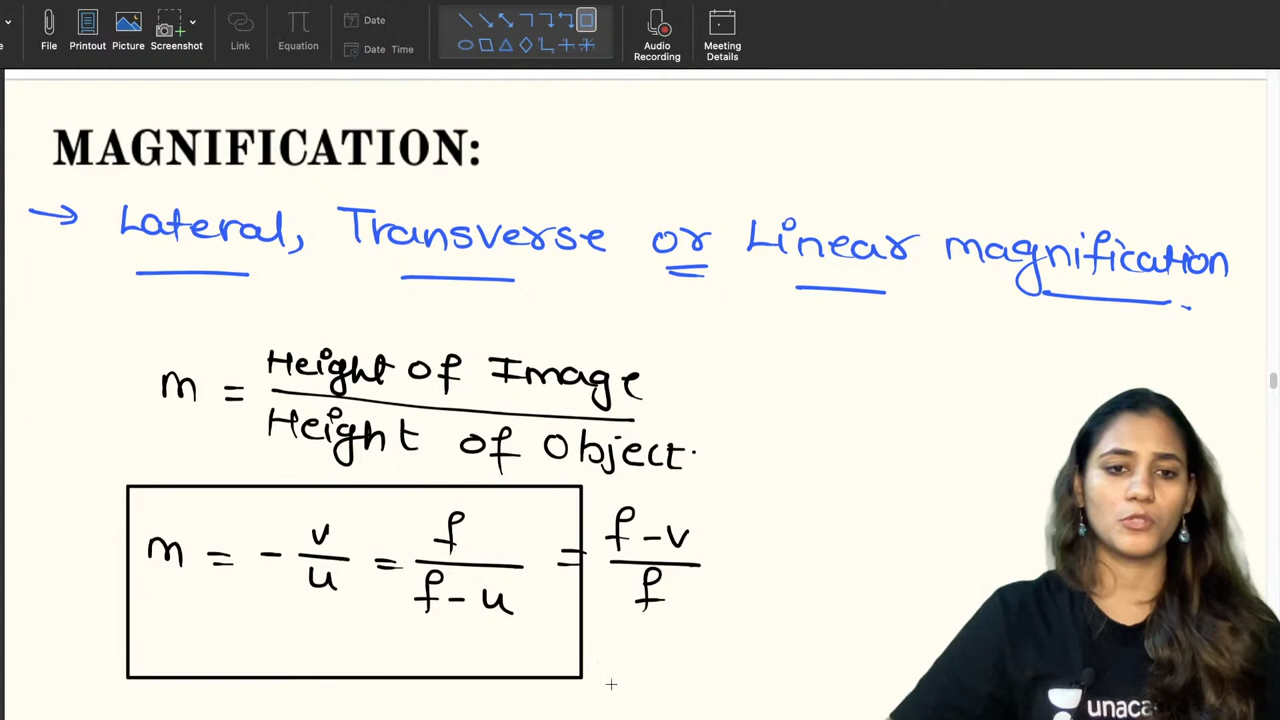 File
Printout
Picture
Screenshot
Link
Equation
Date
Date Time
Audio Recording
Meeting Details
MAGNIFICATION:
→ Lateral, Transverse or Linear magnification.
m = Height of Image / Height of Object.
m = - v/u = f/f-u = f-v/f
unaca